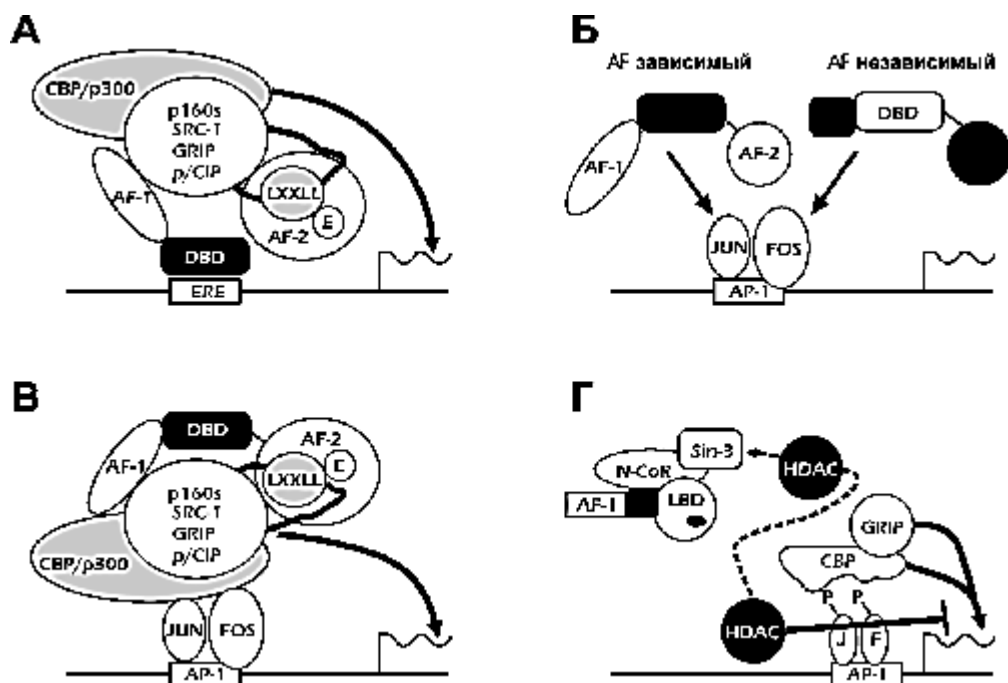 А
CBP/p300
p160s
SRC-1
GRIP
p/CIP
AF-1
LXXLL
AF-2
E
DBD
ERE
Б
AF зависимый
AF независимый
DBD
AF-1
AF-2
JUN
FOS
AP-1
В
DBD
AF-2
AF-1
E
LXXLL
p160s
SRC 1
GRIP
p/CIP
CBP/p300
JUN
FOS
AP-1
Г
Sin-3
HDAC
N-CoR
AF-1
LBD
GRIP
CBP
P
P
HDAC
J
F
AP-1